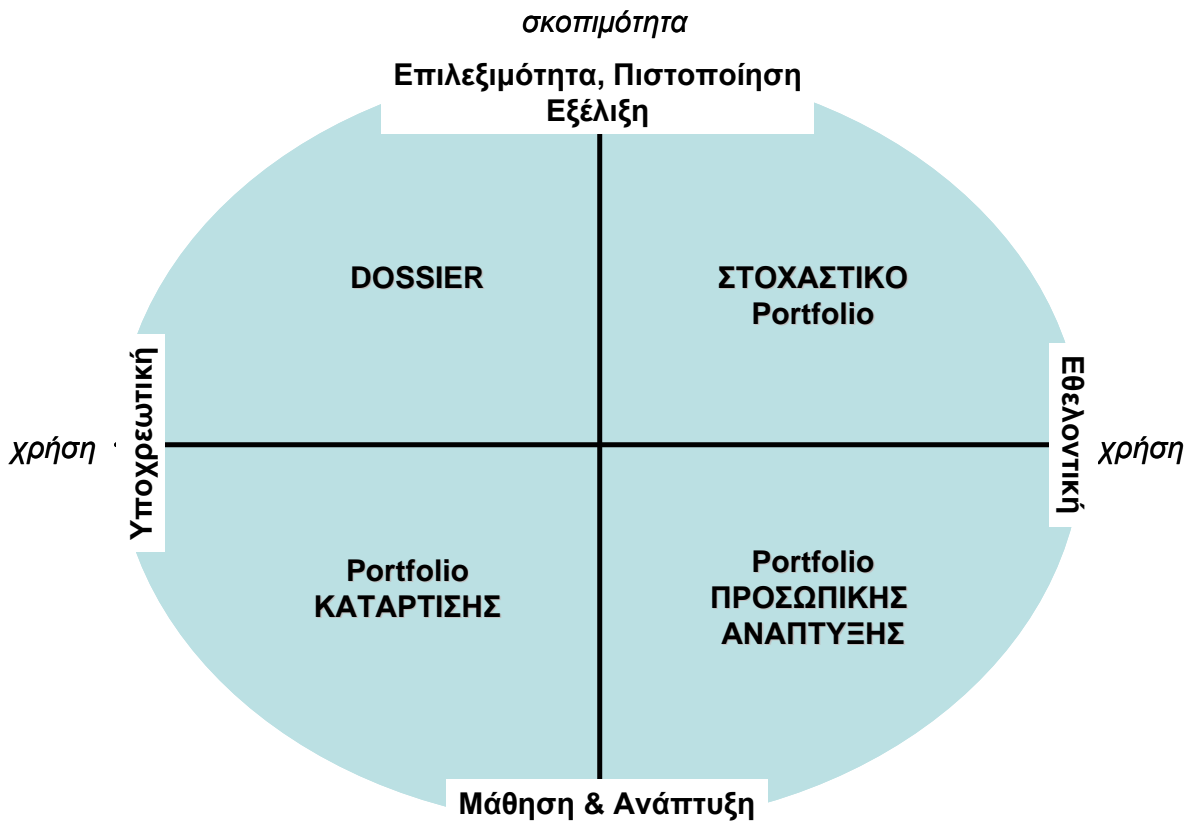 σκοπιμότητα
Επιλεξιμότητα, Πιστοποίηση
Εξέλιξη
DOSSIER
ΣΤΟΧΑΣΤΙΚΟ
Portfolio
Υποχρεωτική
Εθελοντική
χρήση
χρήση
Portfolio
ΚΑΤΑΡΤΙΣΗΣ
Portfolio
ΠΡΟΣΩΠΙΚΗΣ
ΑΝΑΠΤΥΞΗΣ
Μάθηση & Ανάπτυξη